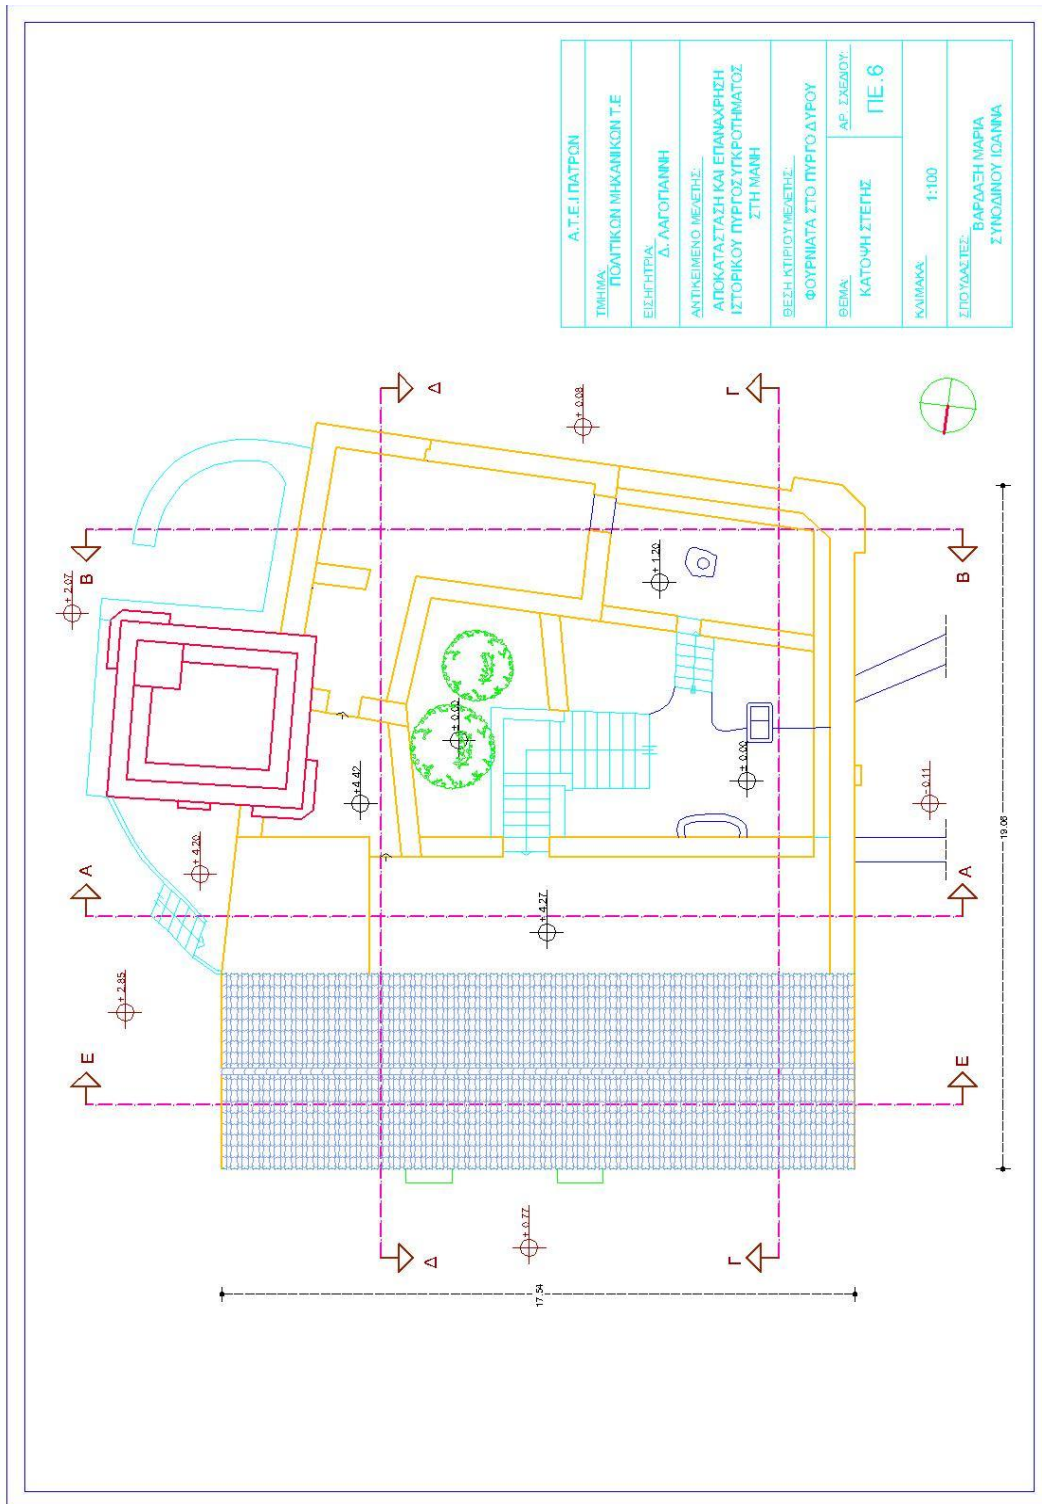 Α.Τ.Ε.Ι ΠΑΤΡΩΝ
ΤΜΗΜΑ:
ΠΟΛΙΤΙΚΩΝ ΜΗΧΑΝΙΚΩΝ Τ.Ε
ΕΙΣΗΓΗΤΡΙΑ:
Δ. ΛΑΓΟΓΙΑΝΝΗ
ΑΝΤΙΚΕΙΜΕΝΟ ΜΕΛΕΤΗΣ:
ΑΠΟΚΑΤΑΣΤΑΣΗ ΚΑΙ ΕΠΑΝΑΧΡΗΣΗ
ΙΣΤΟΡΙΚΟΥ ΠΥΡΓΟΣΥΓΚΡΟΤΗΜΑΤΟΣ
ΣΤΗ ΜΑΝΗ
ΘΕΣΗ ΚΤΙΡΙΟΥ ΜΕΛΕΤΗΣ:
ΦΟΥΡΝΙΑΤΑ ΣΤΟ ΠΥΡΓΟ ΔΥΡΟΥ
ΘΕΜΑ:
ΚΑΤΟΨΗ ΣΤΕΓΗΣ
ΑΡ. ΣΧΕΔΙΟΥ:
ΠΕ.6
ΚΛΙΜΑΚΑ:
1:100
ΣΠΟΥΔΑΣΤΕΣ:
ΒΑΡΔΑΞΗ ΜΑΡΙΑ
ΣΥΝΟΔΙΝΟΥ ΙΩΑΝΝΑ
Δ
Γ
+ 0.08
Β
Β
+ 2.07
+ 1.20
+ 0.00
+ 0.00
+4.42
- 0.11
+ 4.20
19.06
Α
Α
+ 4.27
+ 2.85
Ε
Ε
+ 0.77
Δ
Γ
17.54